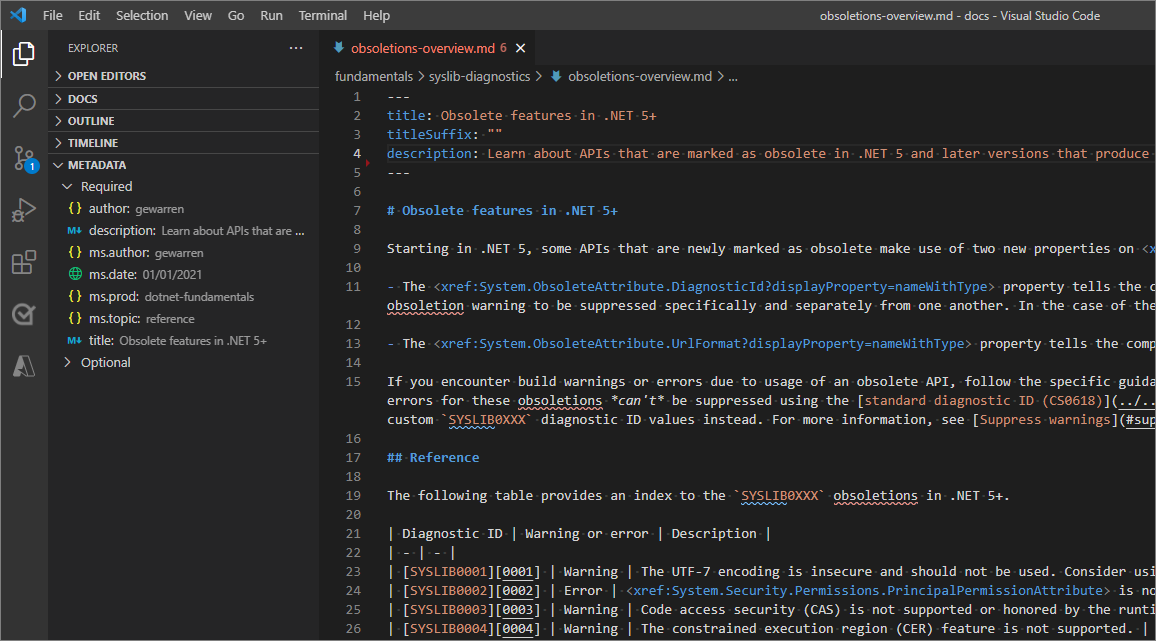 File Edit Selection View Go Run Terminal Help obsoletions-overview.md - docs - Visual Studio Code
EXPLORER ···
OPEN EDITORS
DOCS
OUTLINE
TIMELINE
METADATA
Required
{} author: gewarren
M↓ description: Learn about APIs that are ...
{} ms.author: gewarren
ms.date: 01/01/2021
{} ms.prod: dotnet-fundamentals
{} ms.topic: reference
M↓ title: Obsolete features in .NET 5+
Optional
1
obsoletions-overview.md 6 ×
fundamentals > syslib-diagnostics > obsoletions-overview.md > ...
1 ---
2 title: Obsolete features in .NET 5+
3 titleSuffix: ""
4 description: Learn about APIs that are marked as obsolete in .NET 5 and later versions that produce
5 ---
6
7 # Obsolete features in .NET 5+
8
9 Starting in .NET 5, some APIs that are newly marked as obsolete make use of two new properties on <x
10
11 - The <xref:System.ObsoleteAttribute.DiagnosticId?displayProperty=nameWithType> property tells the c
obsoletion warning to be suppressed specifically and separately from one another. In the case of the
12
13 - The <xref:System.ObsoleteAttribute.UrlFormat?displayProperty=nameWithType> property tells the comp
14
15 If you encounter build warnings or errors due to usage of an obsolete API, follow the specific guida
errors for these obsoletions *can't* be suppressed using the [standard diagnostic ID (CS0618)](../..
custom `SYSLIB0XXX` diagnostic ID values instead. For more information, see [Suppress warnings](#sup
16
17 ## Reference
18
19 The following table provides an index to the `SYSLIB0XXX` obsoletions in .NET 5+.
20
21 | Diagnostic ID | Warning or error | Description |
22 | - | - |
23 | [SYSLIB0001][0001] | Warning | The UTF-7 encoding is insecure and should not be used. Consider usi
24 | [SYSLIB0002][0002] | Error | <xref:System.Security.Permissions.PrincipalPermissionAttribute> is no
25 | [SYSLIB0003][0003] | Warning | Code access security (CAS) is not supported or honored by the runti
26 | [SYSLIB0004][0004] | Warning | The constrained execution region (CER) feature is not supported. |